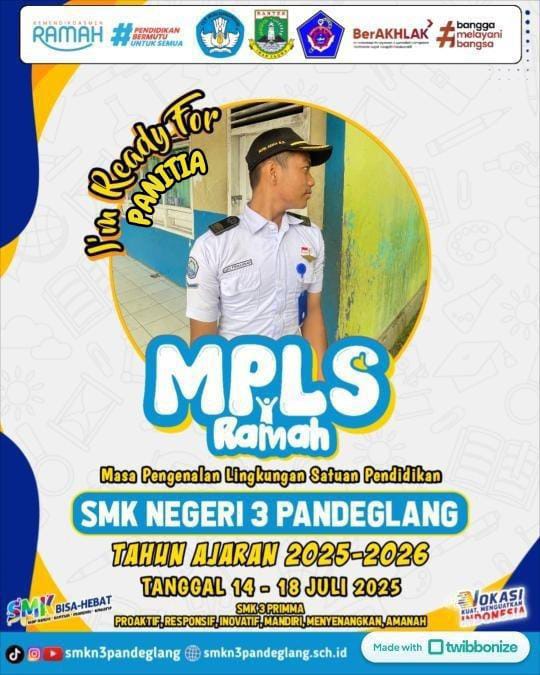 KEMENDIKDASMEN
RAMAH
#PENDIDIKAN
BERMUTU
UNTUK SEMUA
BANTEN
BerAKHLAK
#bangga
melayani
bangsa
I'm Ready For
PANITIA
MPLS
Ramah
Masa Pengenalan Lingkungan Satuan Pendidikan
SMK NEGERI 3 PANDEGLANG
TAHUN AJARAN 2025-2026
TANGGAL 14 - 18 JULI 2025
SMK 3 PRIMMA
PROAKTIF, RESPONSIF, INOVATIF, MANDIRI, MENYENANGKAN, AMANAH
SMK BISA-HEBAT
VOKASI
KUAT, MENGUATKAN
INDONESIA
smkn3pandeglang
smkn3pandeglang.sch.id
Made with twibbonize